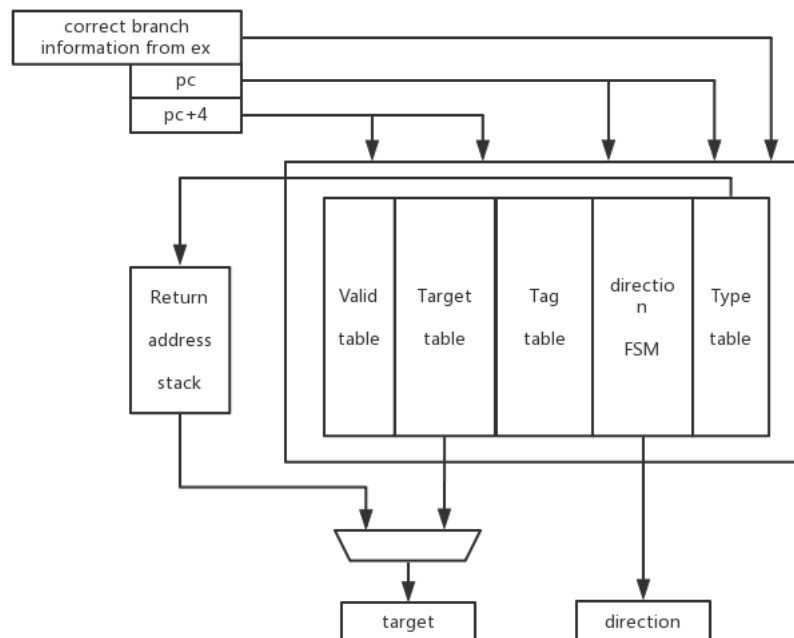 correct branch
information from ex
pc
pc+4
Return
address
stack
Valid
table
Target
table
Tag
table
directio
n
FSM
Type
table
target
direction